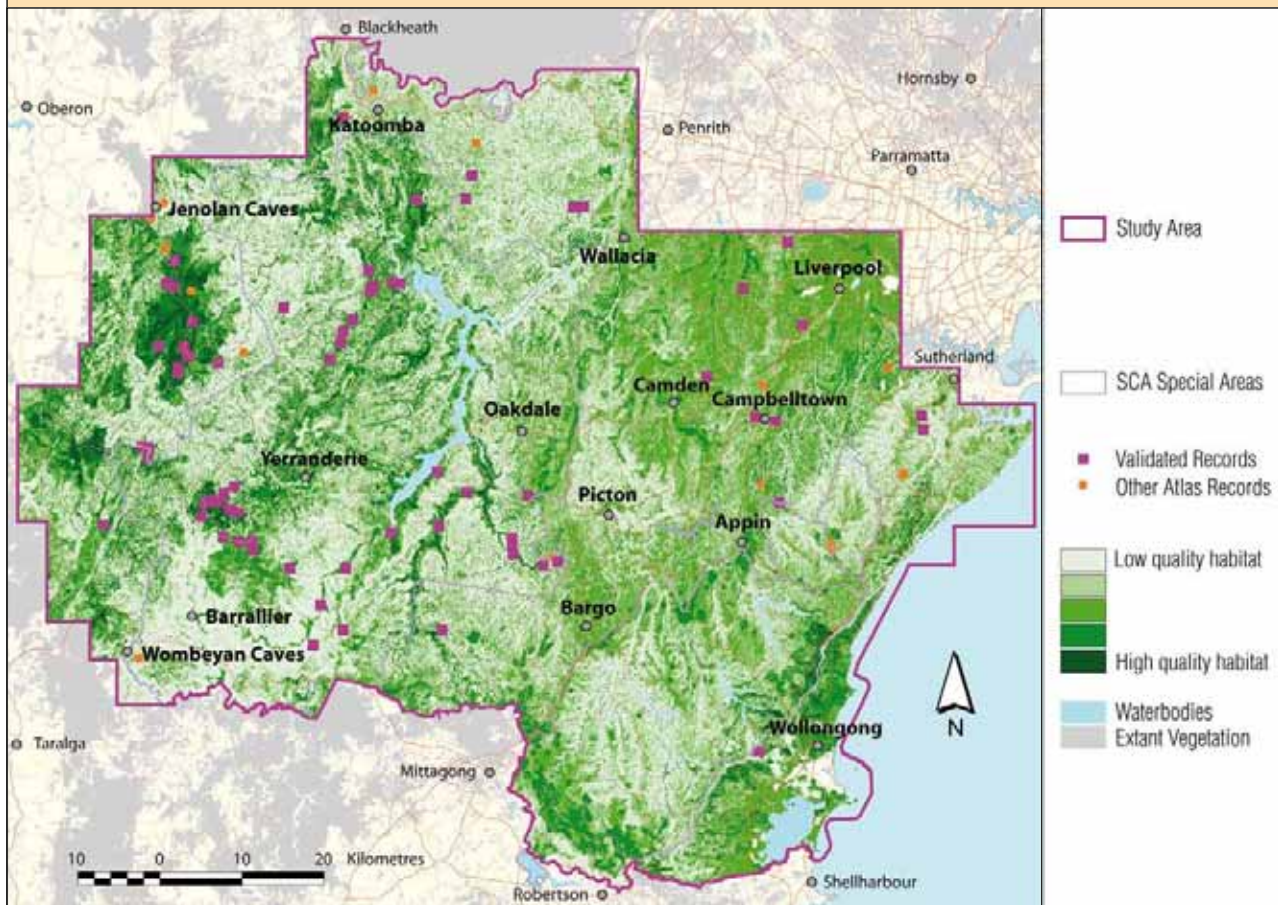 Blackheath
Hornsby
Oberon
Katoomba
Penrith
Parramatta
Jenolan Caves
Wallacia
Liverpool
Sutherland
Camden
Campbelltown
Oakdale
Yerranderie
Picton
Appin
Bargo
Barrallier
Wombeyan Caves
Taralga
Wollongong
Mittagong
N
10 0 10 20 Kilometres
Robertson
Shellharbour
Study Area
SCA Special Areas
Validated Records
Other Atlas Records
Low quality habitat
High quality habitat
Waterbodies
Extant Vegetation